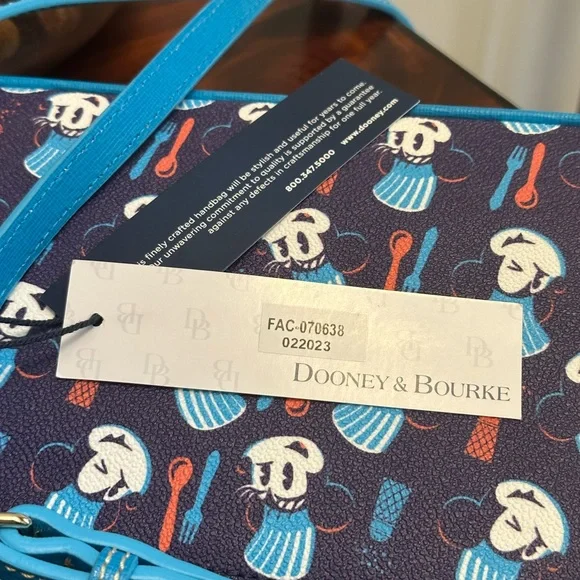 is finely crafted handbag will be stylish and useful for years to come.
ur unwavering commitment to quality is supported by a guarantee
against any defects in craftsmanship for one full year.
800.347.5000 www.dooney.com
FAC-070638
022023
DOONEY & BOURKE